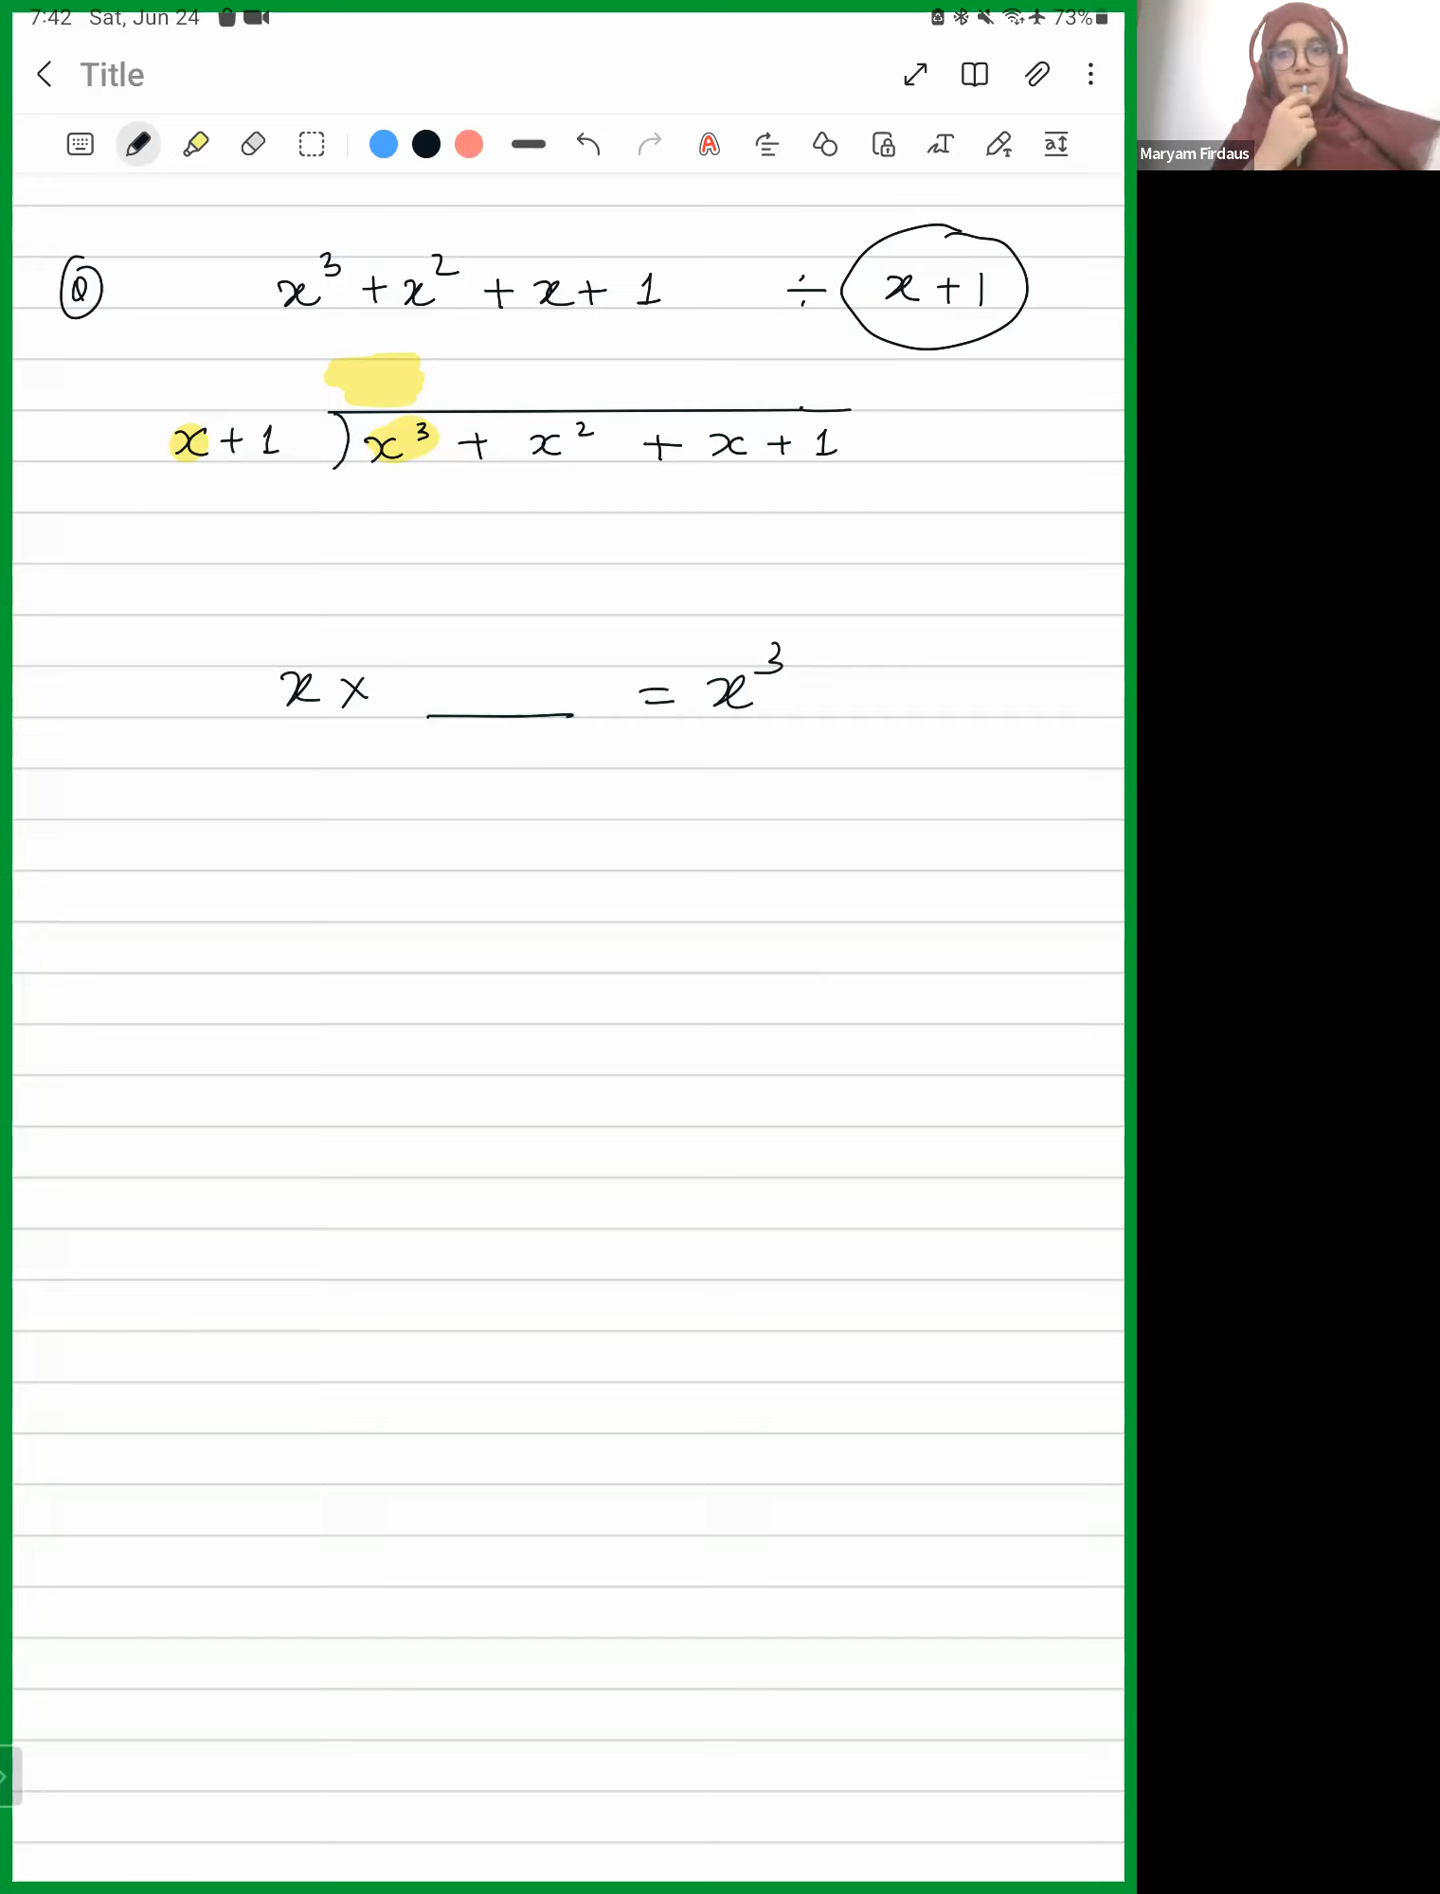 7:42 Sat, Jun 24 73%
Title
A T T a
Maryam Firdaus
Q x³ + x² + x + 1 ÷ x + 1
x + 1 ) x³ + x² + x + 1
x × ____ = x³